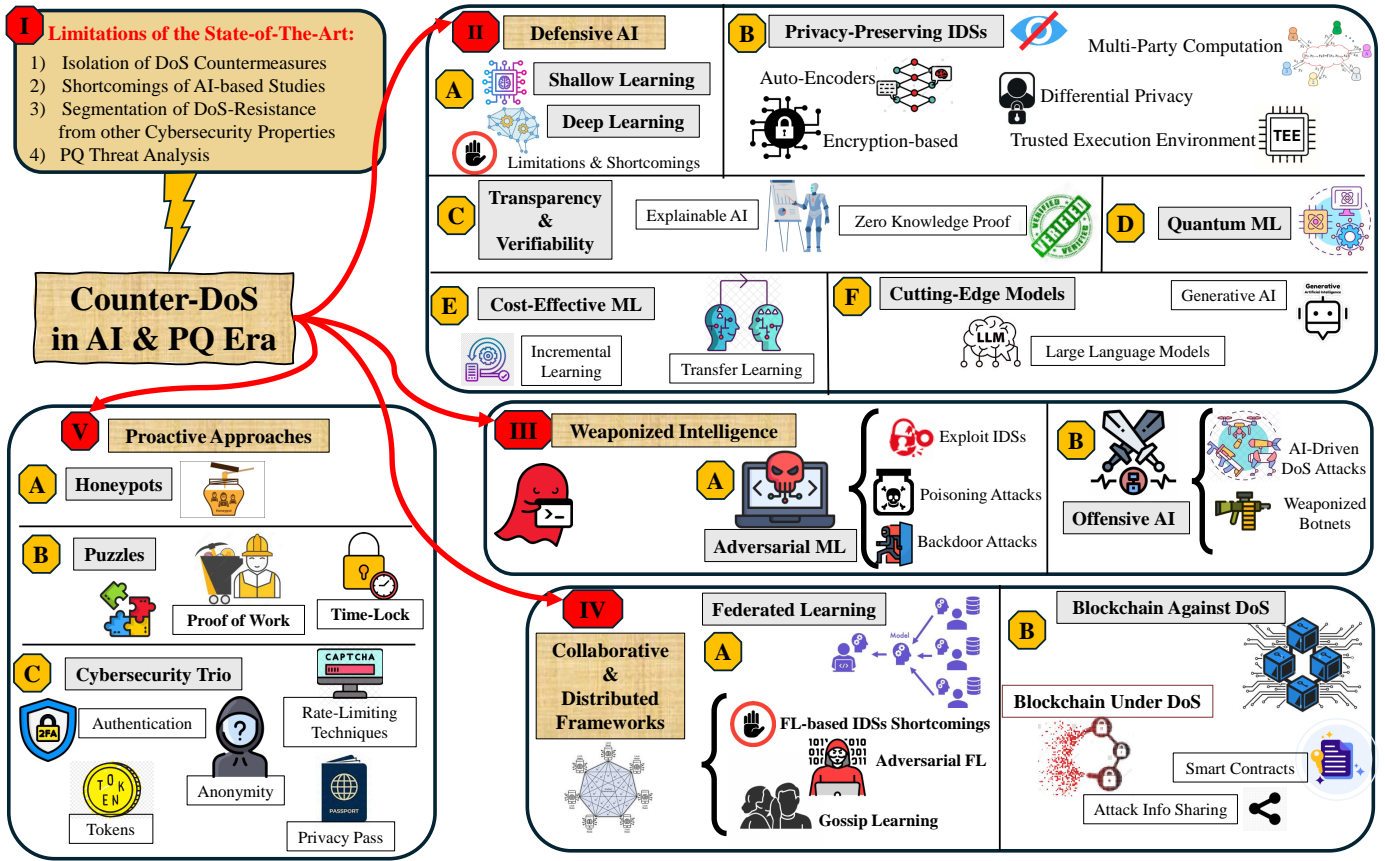 I
Limitations of the State-of-The-Art:
1) Isolation of DoS Countermeasures
2) Shortcomings of AI-based Studies
3) Segmentation of DoS-Resistance
from other Cybersecurity Properties
4) PQ Threat Analysis
Counter-DoS
in AI & PQ Era
II
Defensive AI
A
Shallow Learning
Deep Learning
Limitations & Shortcomings
B
Privacy-Preserving IDSs
Auto-Encoders
Encryption-based
Multi-Party Computation
Differential Privacy
Trusted Execution Environment
TEE
C
Transparency
&
Verifiability
Explainable AI
Zero Knowledge Proof
VERIFIED
VERIFIED
VERIFIED
D
Quantum ML
E
Cost-Effective ML
Incremental
Learning
Transfer Learning
F
Cutting-Edge Models
LLM
Large Language Models
Generative AI
Generative
Artificial Intelligence
III
Weaponized Intelligence
A
Adversarial ML
Exploit IDSs
Poisoning Attacks
Backdoor Attacks
B
Offensive AI
AI-Driven
DoS Attacks
Weaponized
Botnets
IV
Collaborative
&
Distributed
Frameworks
A
Federated Learning
Model
FL-based IDSs Shortcomings
Adversarial FL
Gossip Learning
B
Blockchain Against DoS
Blockchain Under DoS
Smart Contracts
Attack Info Sharing
V
Proactive Approaches
A
Honeypots
B
Puzzles
Proof of Work
Time-Lock
C
Cybersecurity Trio
2FA
Authentication
?
Anonymity
CAPTCHA
Rate-Limiting
Techniques
TOKEN
Tokens
PASSPORT
Privacy Pass